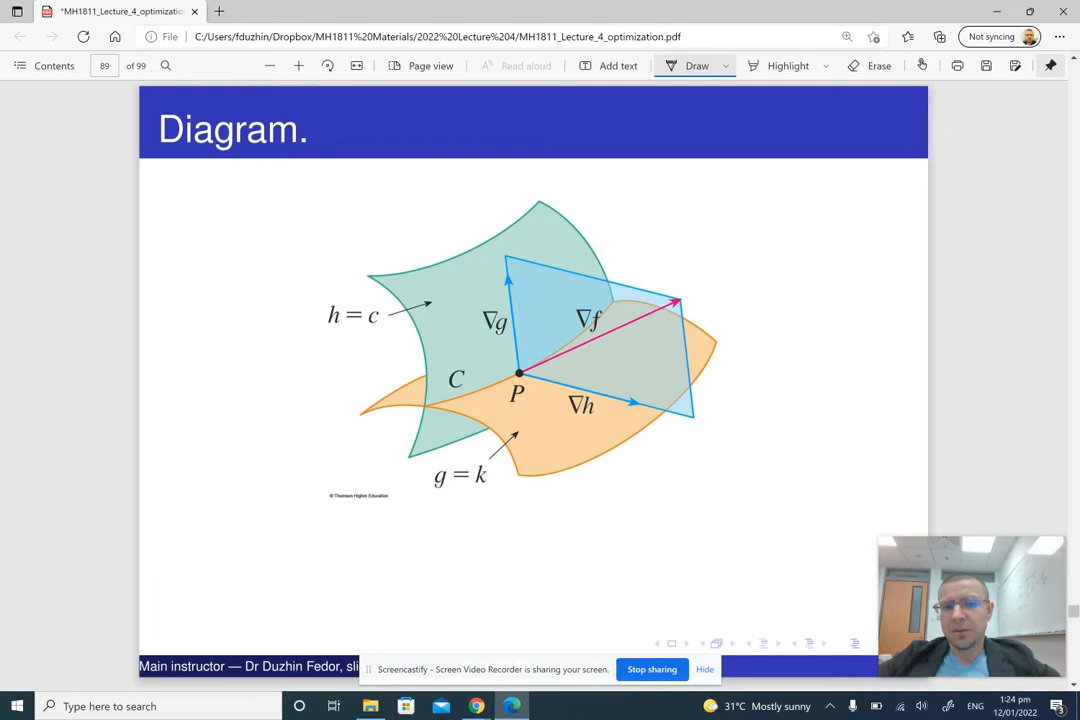 *MH1811_Lecture_4_optimizatio
File C:/Users/fduzhin/Dropbox/MH1811%20Materials/2022%20Lecture%204/MH1811_Lecture_4_optimization.pdf Not syncing
Contents 89 of 99 Page view Read aloud Add text Draw Highlight Erase
Diagram.
h = c
∇g
∇f
C
P
∇h
g = k
© Thomson Higher Education
Main instructor — Dr Duzhin Fedor, sli
Screencastify - Screen Video Recorder is sharing your screen. Stop sharing Hide
Type here to search 31°C Mostly sunny ENG 1:24 pm
12/01/2022 3